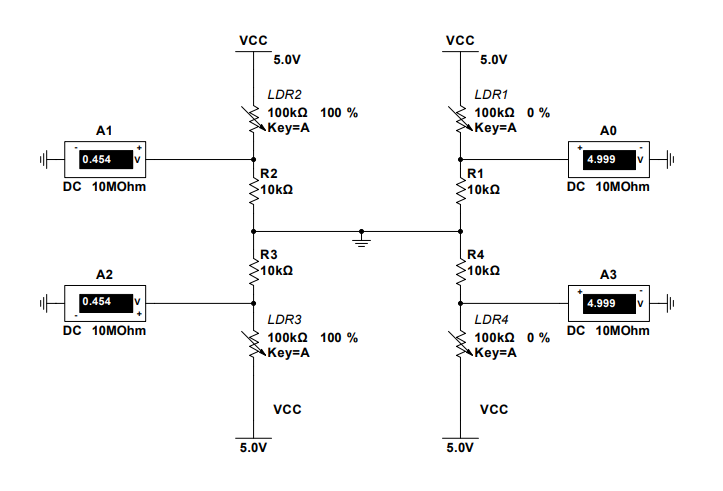 VCC
5.0V
LDR2
100kΩ 100 %
Key=A
A1
- +
0.454 V
DC 10MOhm
R2
10kΩ
VCC
5.0V
LDR1
100kΩ 0 %
Key=A
A0
+ -
4.999 V
DC 10MOhm
R1
10kΩ
R3
10kΩ
A2
0.454 V
- +
DC 10MOhm
LDR3
100kΩ 100 %
Key=A
VCC
5.0V
R4
10kΩ
A3
+ -
4.999 V
DC 10MOhm
LDR4
100kΩ 0 %
Key=A
VCC
5.0V